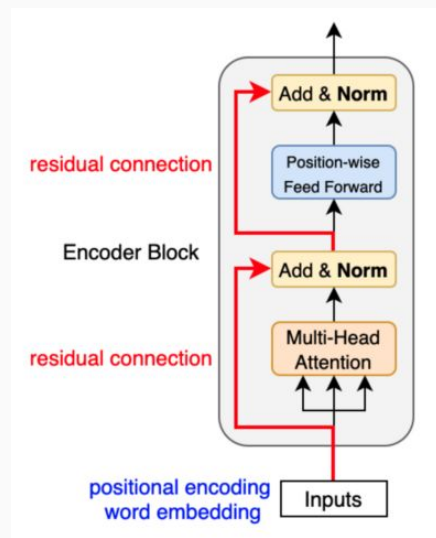 Add & Norm
residual connection
Position-wise
Feed Forward
Encoder Block
Add & Norm
Multi-Head
Attention
residual connection
positional encoding
word embedding
Inputs